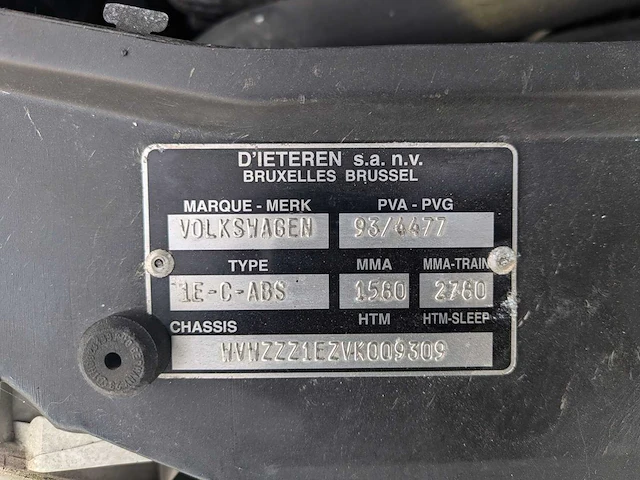 D'IETEREN s.a. n.v.
BRUXELLES BRUSSEL
MARQUE - MERK PVA - PVG
VOLKSWAGEN 93/4477
TYPE MMA MMA-TRAIN
1E-C-ABS 1560 2760
CHASSIS HTM HTM-SLEEP
WVWZZZ1EZVK009309